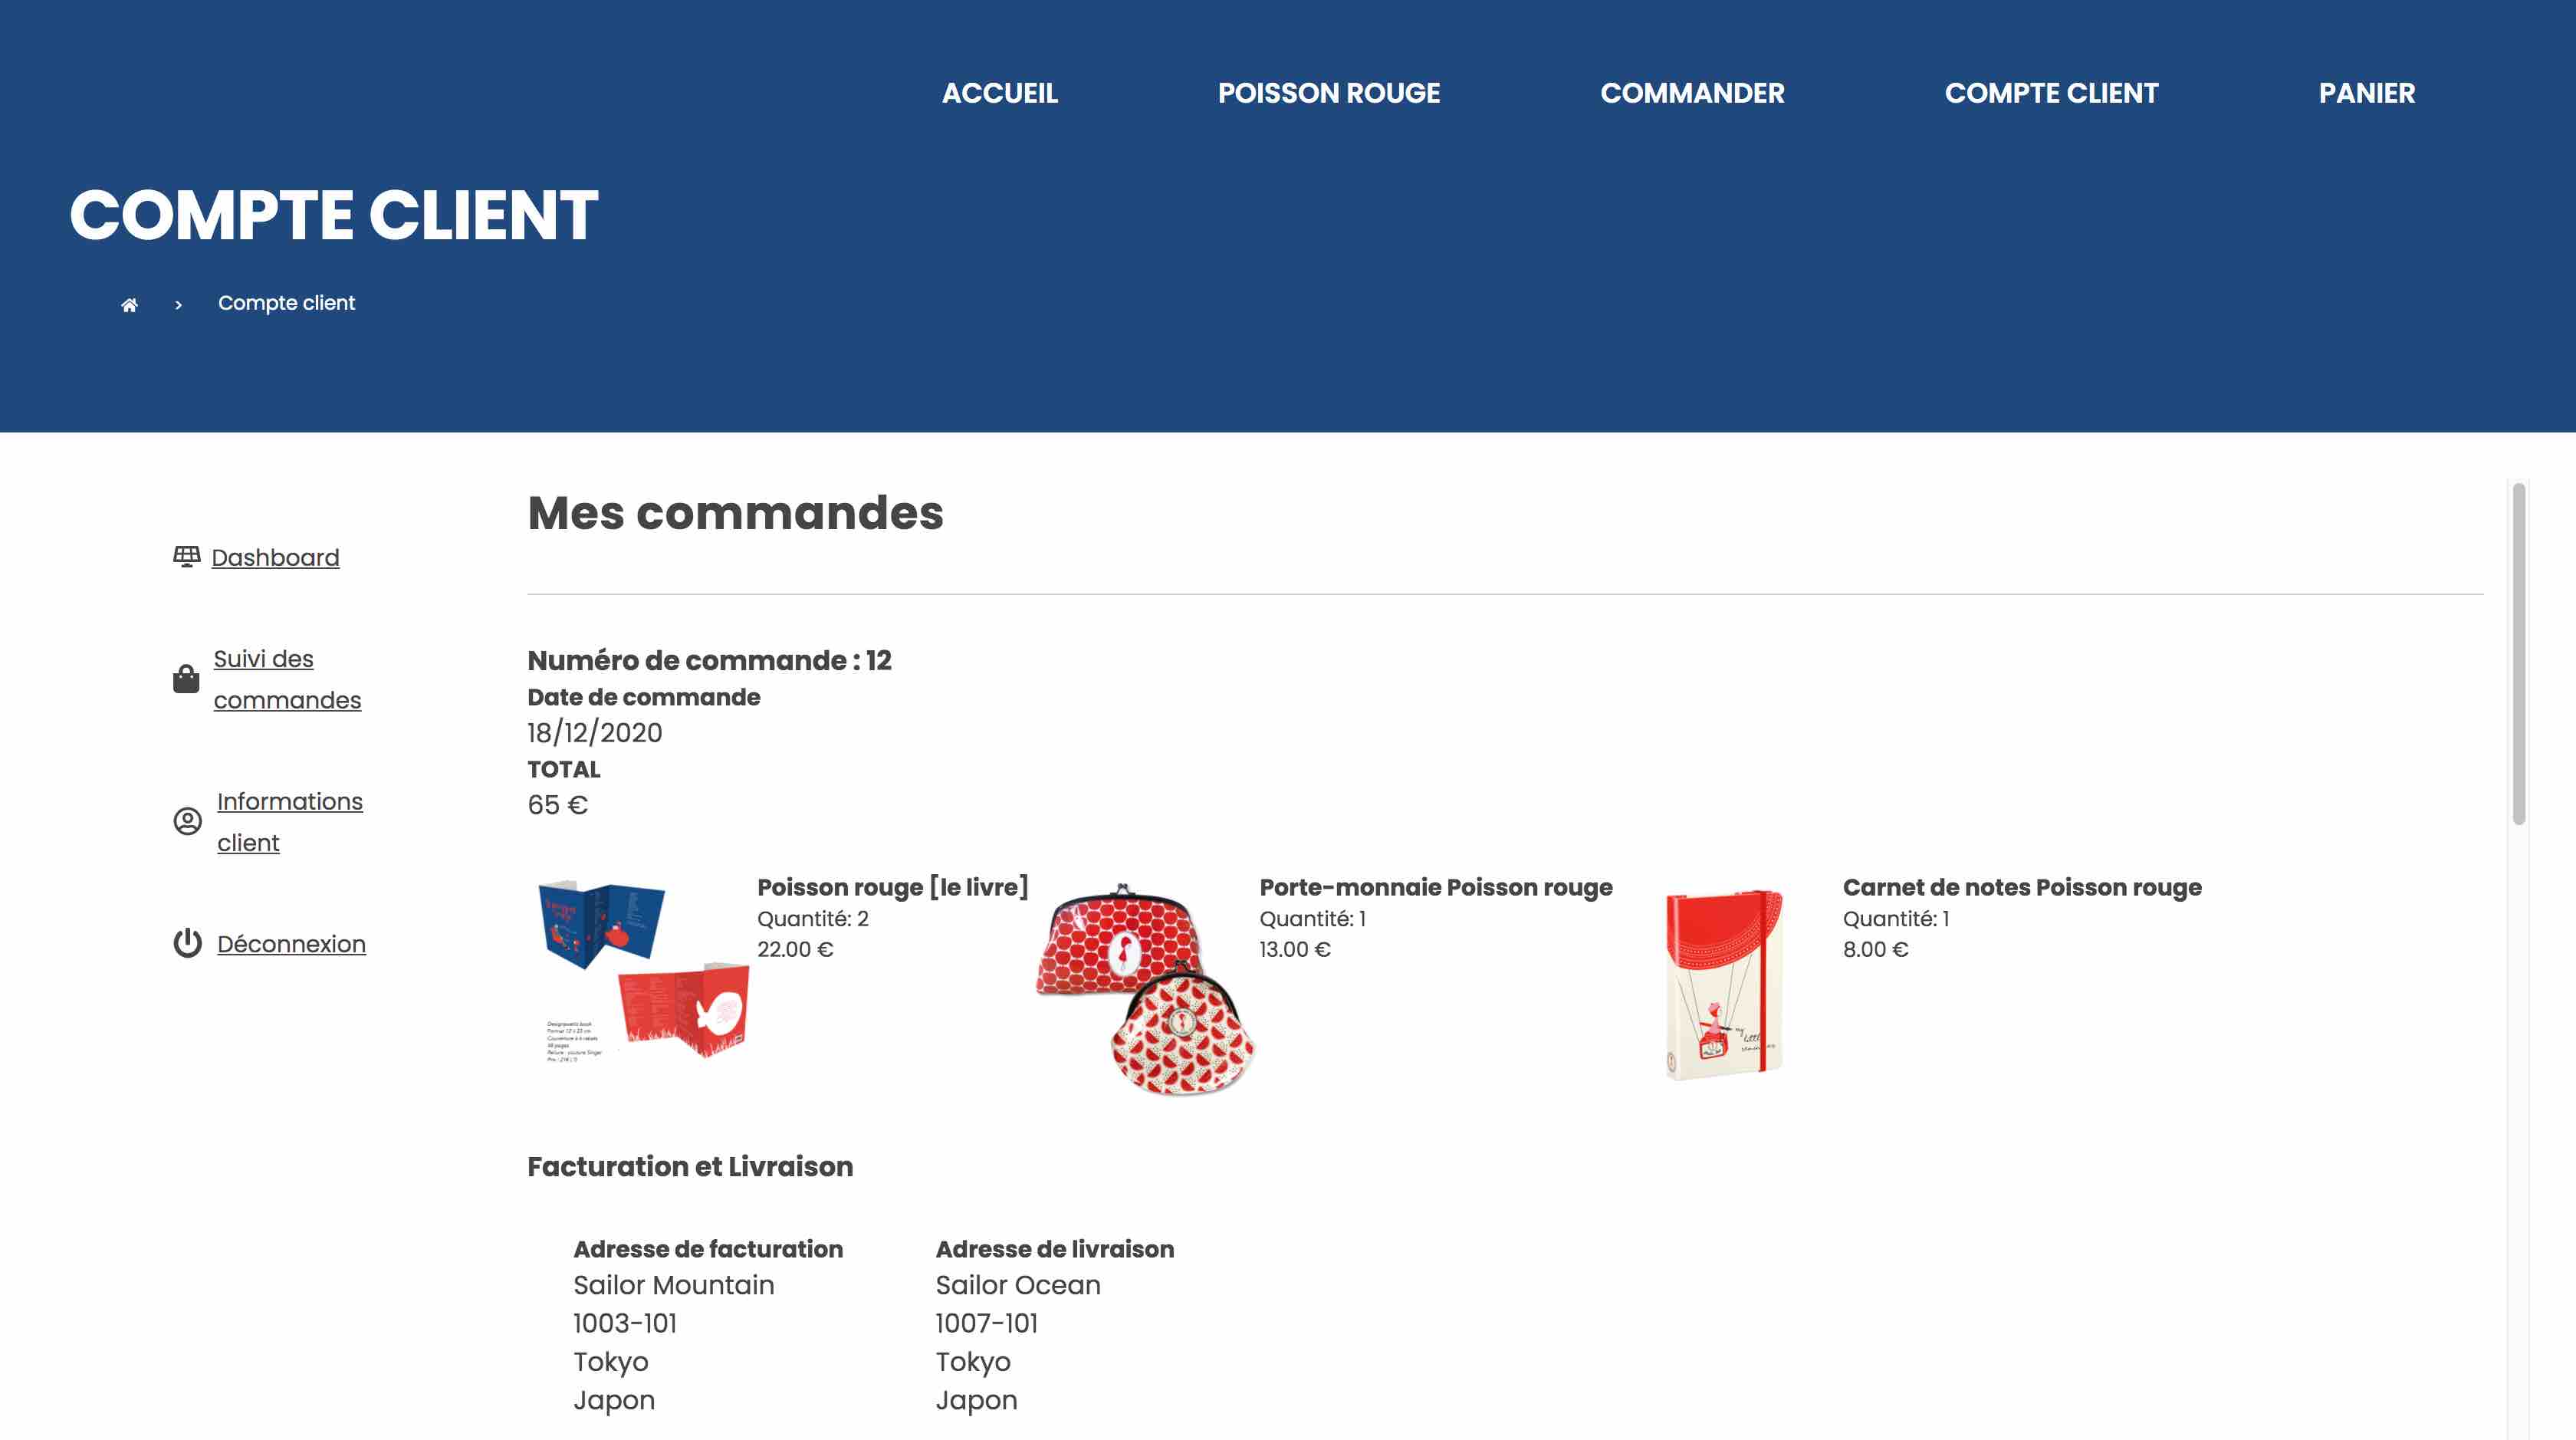 ACCUEIL POISSON ROUGE COMMANDER COMPTE CLIENT PANIER
COMPTE CLIENT
> Compte client
Dashboard
Suivi des
commandes
Informations
client
Déconnexion
Mes commandes
Numéro de commande : 12
Date de commande
18/12/2020
TOTAL
65 €
Poisson rouge [le livre]
Quantité: 2
22.00 €
Porte-monnaie Poisson rouge
Quantité: 1
13.00 €
Carnet de notes Poisson rouge
Quantité: 1
8.00 €
Facturation et Livraison
Adresse de facturation
Sailor Mountain
1003-101
Tokyo
Japon
Adresse de livraison
Sailor Ocean
1007-101
Tokyo
Japon